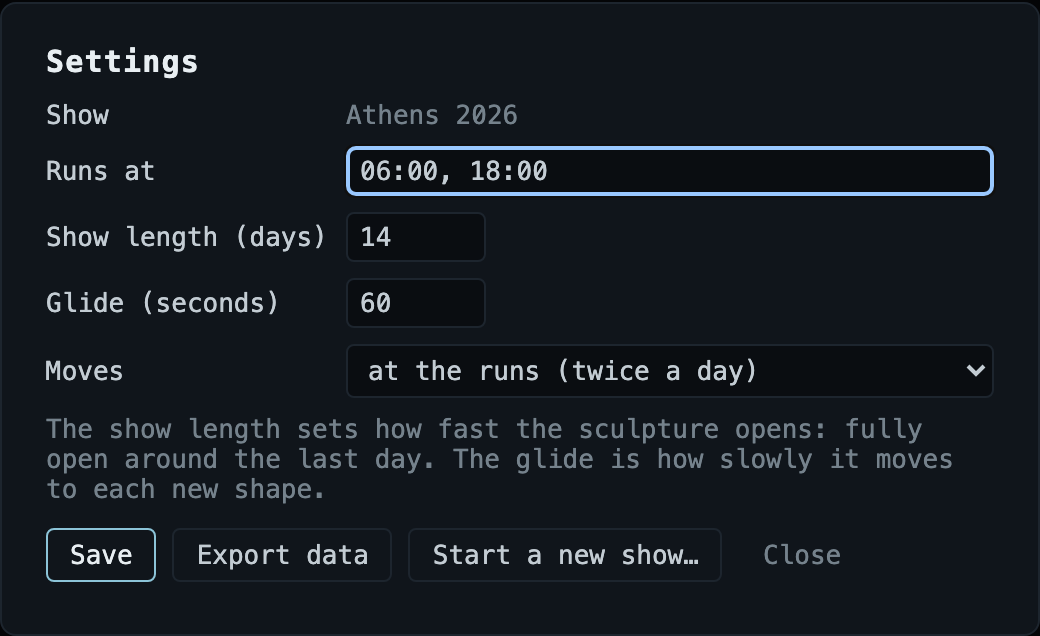 Settings
Show Athens 2026
Runs at 06:00, 18:00
Show length (days) 14
Glide (seconds) 60
Moves at the runs (twice a day)
The show length sets how fast the sculpture opens: fully
open around the last day. The glide is how slowly it moves
to each new shape.
Save Export data Start a new show… Close